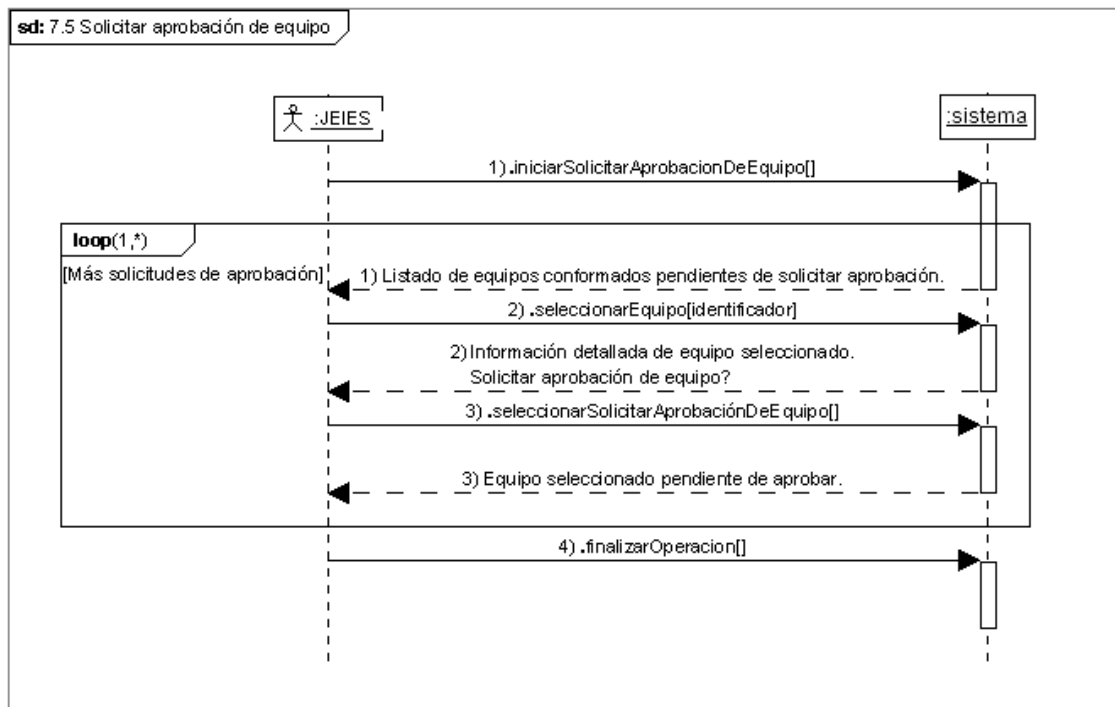 sd: 7.5 Solicitar aprobación de equipo
:JEIES
:sistema
1).iniciarSolicitarAprobacionDeEquipo[]
loop(1,*)
[Más solicitudes de aprobación]
1) Listado de equipos conformados pendientes de solicitar aprobación.
2).seleccionarEquipo[identificador]
2)Información detallada de equipo seleccionado.
Solicitar aprobación de equipo?
3).seleccionarSolicitarAprobaciónDeEquipo[]
3) Equipo seleccionado pendiente de aprobar.
4).finalizarOperacion[]